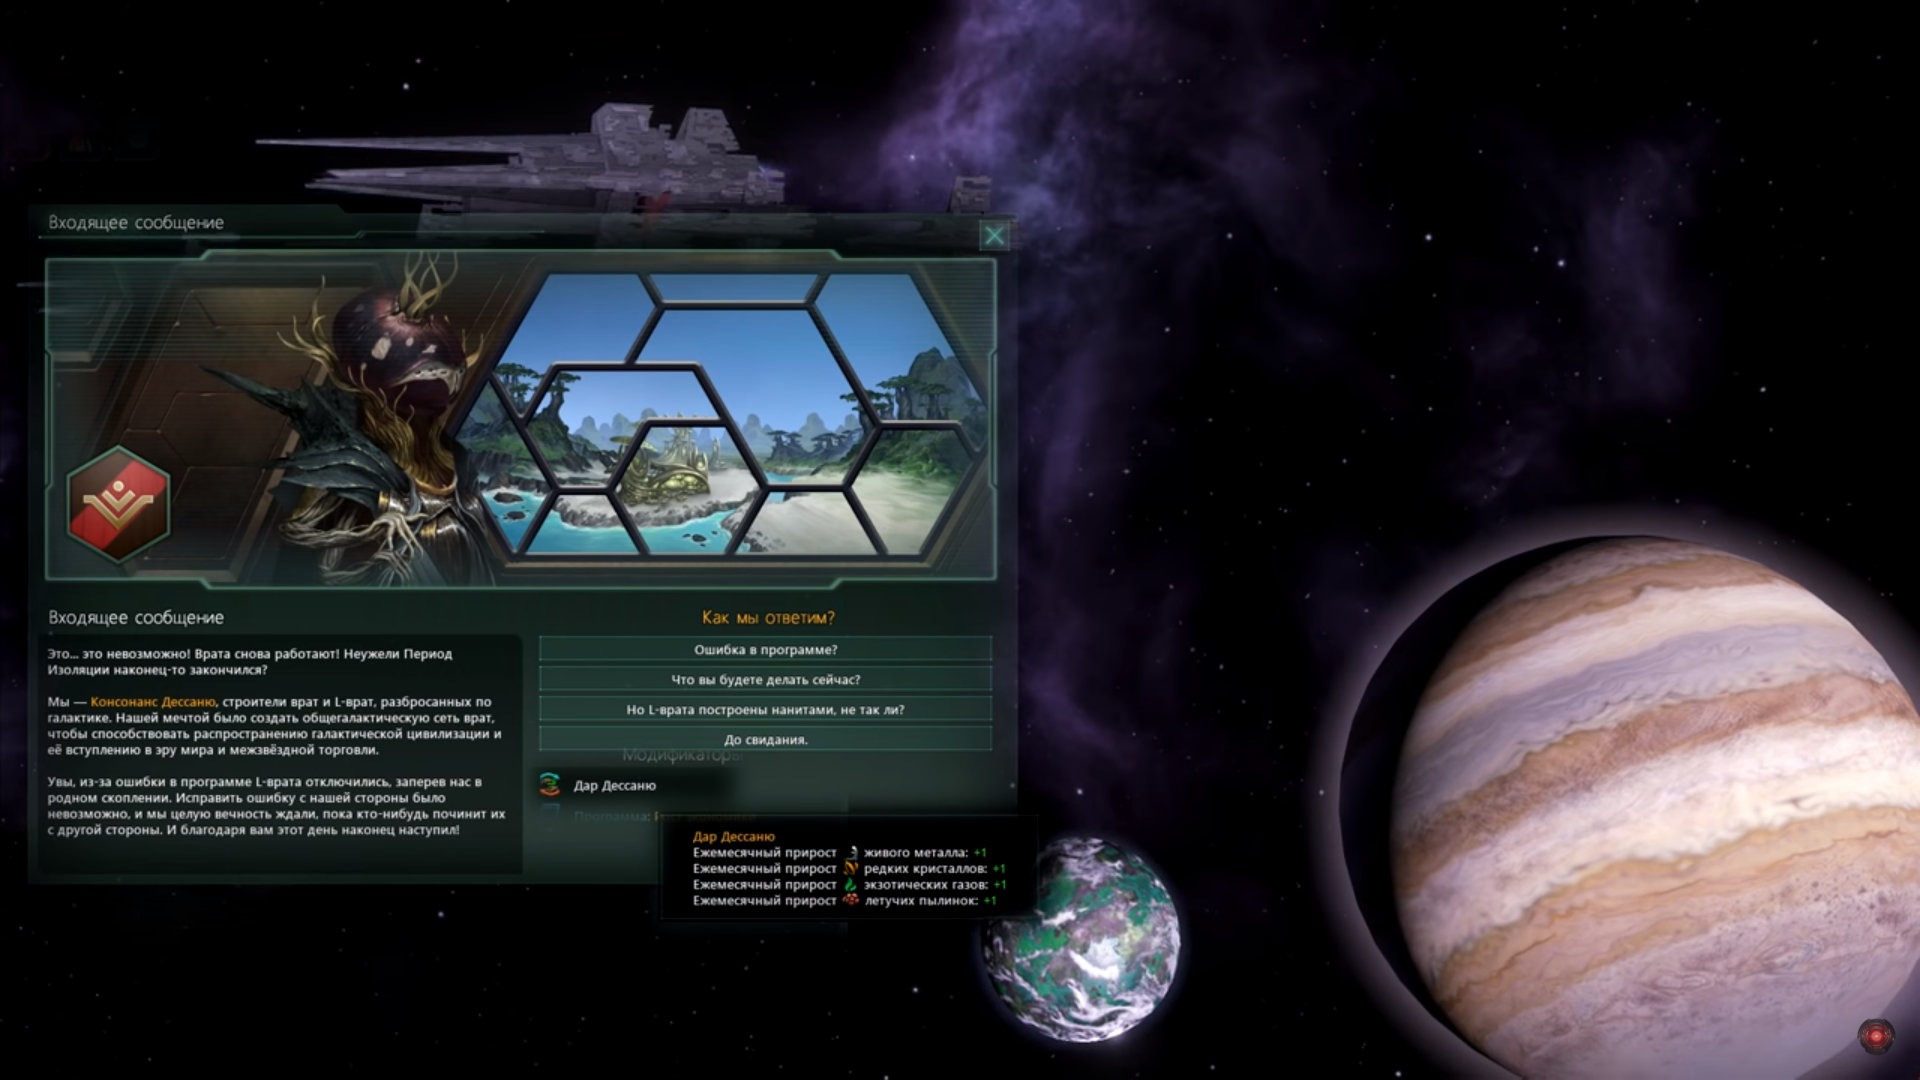 Входящее сообщение
Входящее сообщение
Это... это невозможно! Врата снова работают! Неужели Период
Изоляции наконец-то закончился?
Мы — Консонанс Дессаню, строители врат и L-врат, разбросанных по
галактике. Нашей мечтой было создать общегалактическую сеть врат,
чтобы способствовать распространению галактической цивилизации и
её вступлению в эру мира и межзвёздной торговли.
Увы, из-за ошибки в программе L-врата отключились, заперев нас в
родном скоплении. Исправить ошибку с нашей стороны было
невозможно, и мы целую вечность ждали, пока кто-нибудь починит их
с другой стороны. И благодаря вам этот день наконец наступил!
Как мы ответим?
Ошибка в программе?
Что вы будете делать сейчас?
Но L-врата построены нанитами, не так ли?
До свидания.
Модификаторы
Дар Дессаню
Программа: Рост экономики
Дар Дессаню
Ежемесячный прирост живого металла: +1
Ежемесячный прирост редких кристаллов: +1
Ежемесячный прирост экзотических газов: +1
Ежемесячный прирост летучих пылинок: +1